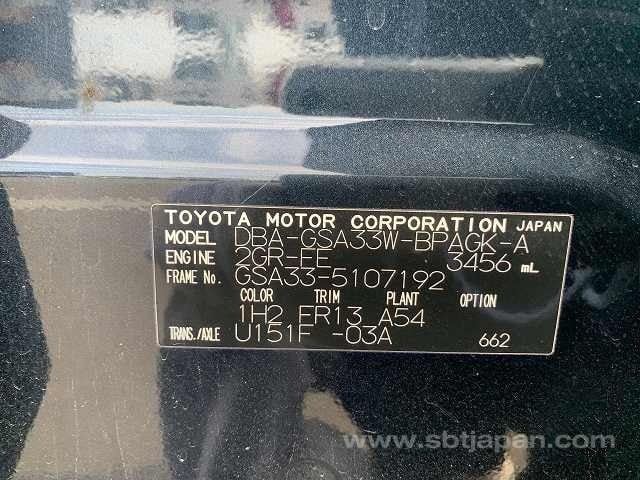 TOYOTA MOTOR CORPORATION JAPAN
MODEL DBA-GSA33W-BPAGK-A
ENGINE 2GR-FE 3456 mL
FRAME No. GSA33-5107192
COLOR TRIM PLANT OPTION
1H2 FR13 A54
TRANS./AXLE U151F -03A 662
www.sbtjapan.com